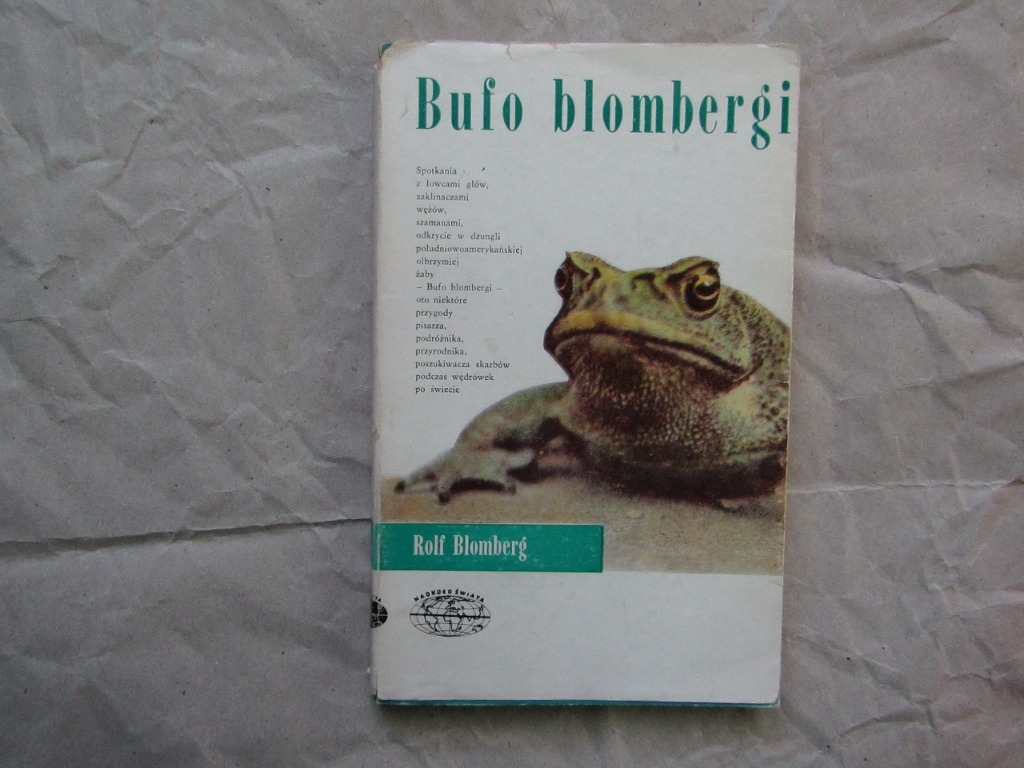 Bufo blombergi
Spotkania
z łowcami głów,
zaklinaczami
wężów,
szamanami,
odkrycie w dżungli
południowoamerykańskiej
olbrzymiej
żaby
– Bufo blombergi –
oto niektóre
przygody
pisarza,
podróżnika,
przyrodnika,
poszukiwacza skarbów
podczas wędrówek
po świecie
Rolf Blomberg
NAOKOŁO ŚWIATA